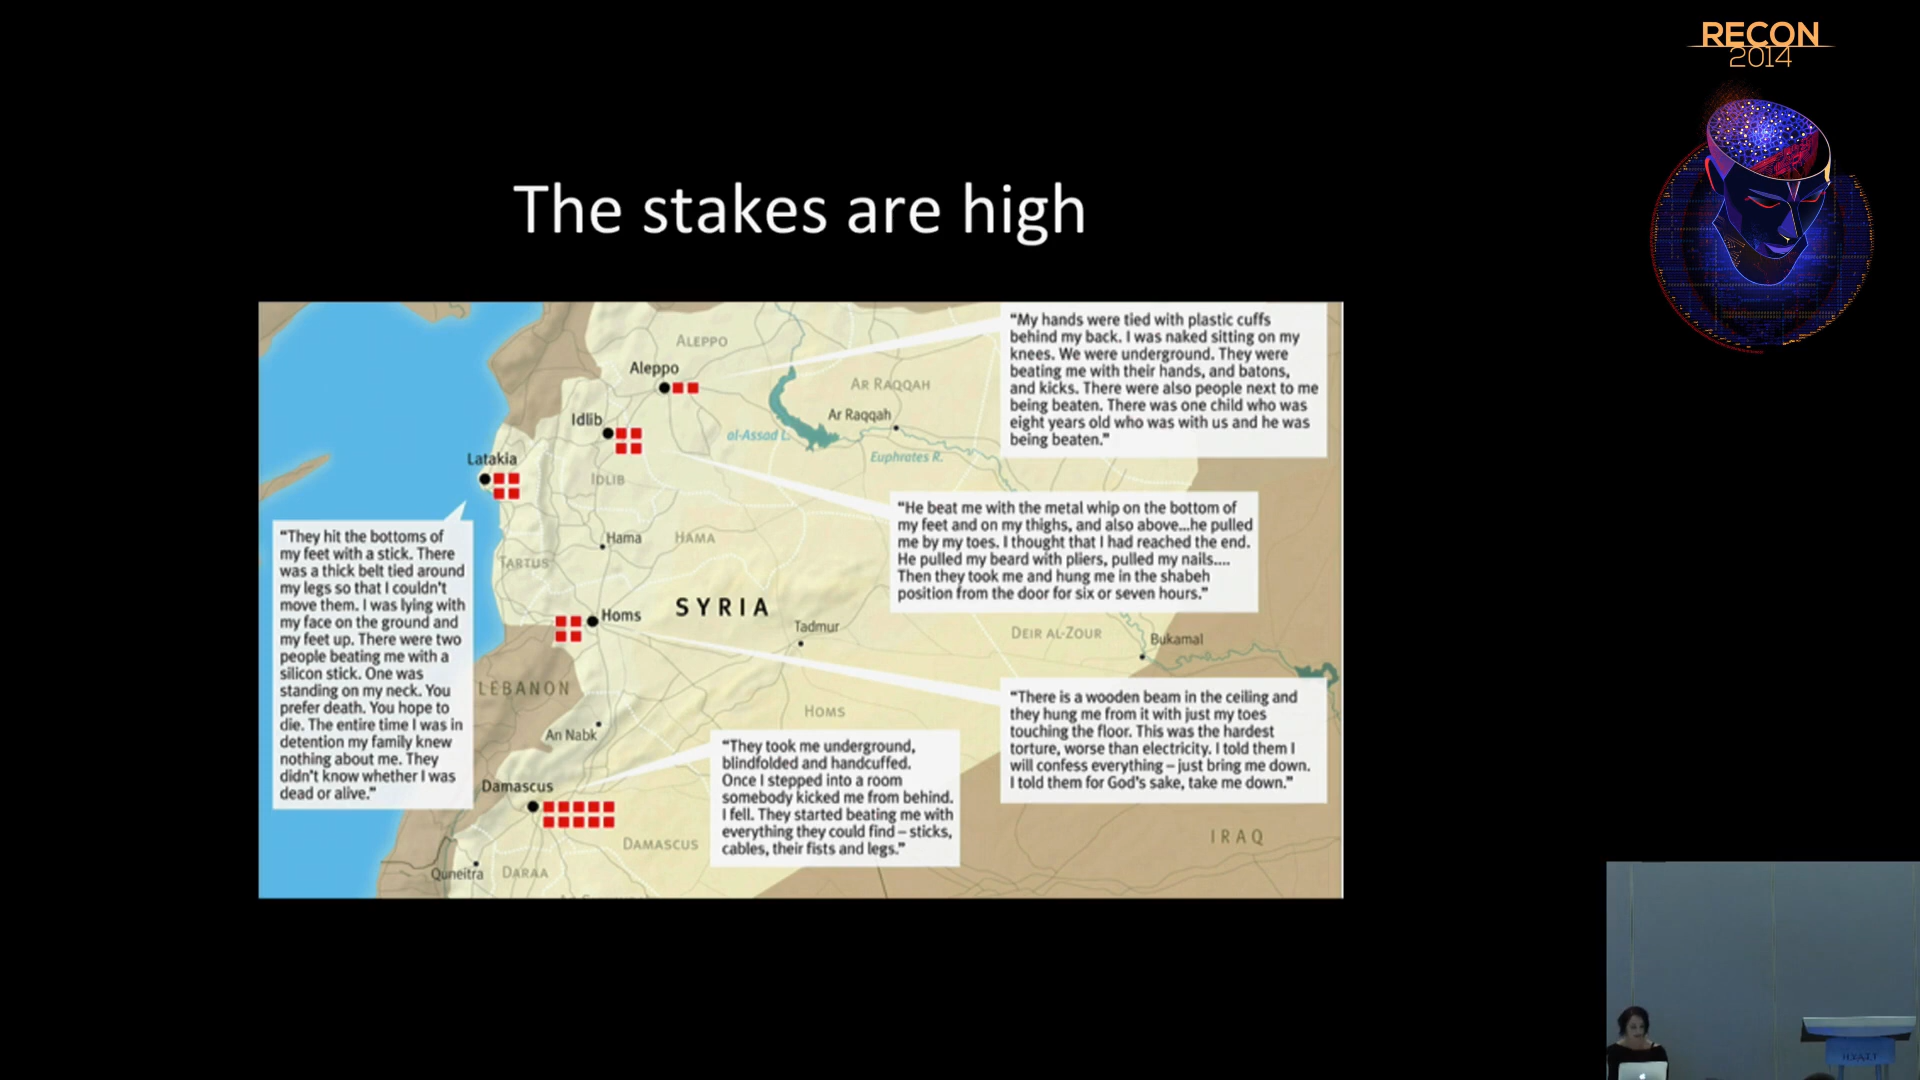 RECON
2014
The stakes are high
ALEPPO
Aleppo
AR RAQQAH
Ar Raqqah
Idlib
al-Assad L.
Euphrates R.
Latakia
IDLIB
Hama
HAMA
TARTUS
SYRIA
Homs
Tadmur
DEIR AL-ZOUR
Bukamal
LEBANON
HOMS
An Nabk
Damascus
DAMASCUS
IRAQ
Quneitra
DARAA
“My hands were tied with plastic cuffs
behind my back. I was naked sitting on my
knees. We were underground. They were
beating me with their hands, and batons,
and kicks. There were also people next to me
being beaten. There was one child who was
eight years old who was with us and he was
being beaten.”
“He beat me with the metal whip on the bottom of
my feet and on my thighs, and also above...he pulled
me by my toes. I thought that I had reached the end.
He pulled my beard with pliers, pulled my nails....
Then they took me and hung me in the shabeh
position from the door for six or seven hours.”
“They hit the bottoms of
my feet with a stick. There
was a thick belt tied around
my legs so that I couldn’t
move them. I was lying with
my face on the ground and
my feet up. There were two
people beating me with a
silicon stick. One was
standing on my neck. You
prefer death. You hope to
die. The entire time I was in
detention my family knew
nothing about me. They
didn’t know whether I was
dead or alive.”
“There is a wooden beam in the ceiling and
they hung me from it with just my toes
touching the floor. This was the hardest
torture, worse than electricity. I told them I
will confess everything – just bring me down.
I told them for God’s sake, take me down.”
“They took me underground,
blindfolded and handcuffed.
Once I stepped into a room
somebody kicked me from behind.
I fell. They started beating me with
everything they could find – sticks,
cables, their fists and legs.”
HYATT